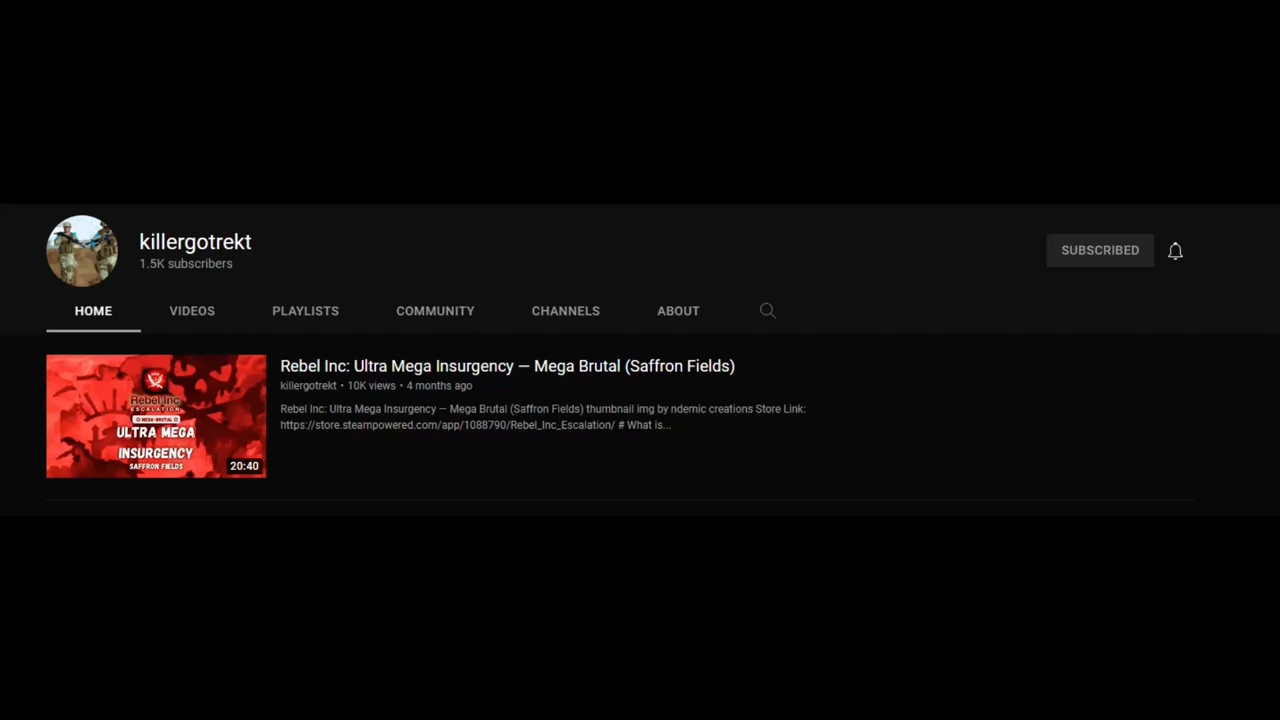 killergotrekt
1.5K subscribers
SUBSCRIBED
HOME VIDEOS PLAYLISTS COMMUNITY CHANNELS ABOUT
Rebel Inc
ESCALATION
MEGA-BRUTAL
ULTRA MEGA
INSURGENCY
SAFFRON FIELDS
20:40
Rebel Inc: Ultra Mega Insurgency — Mega Brutal (Saffron Fields)
killergotrekt • 10K views • 4 months ago
Rebel Inc: Ultra Mega Insurgency — Mega Brutal (Saffron Fields) thumbnail img by ndemic creations Store Link:
https://store.steampowered.com/app/1088790/Rebel_Inc_Escalation/ # What is...